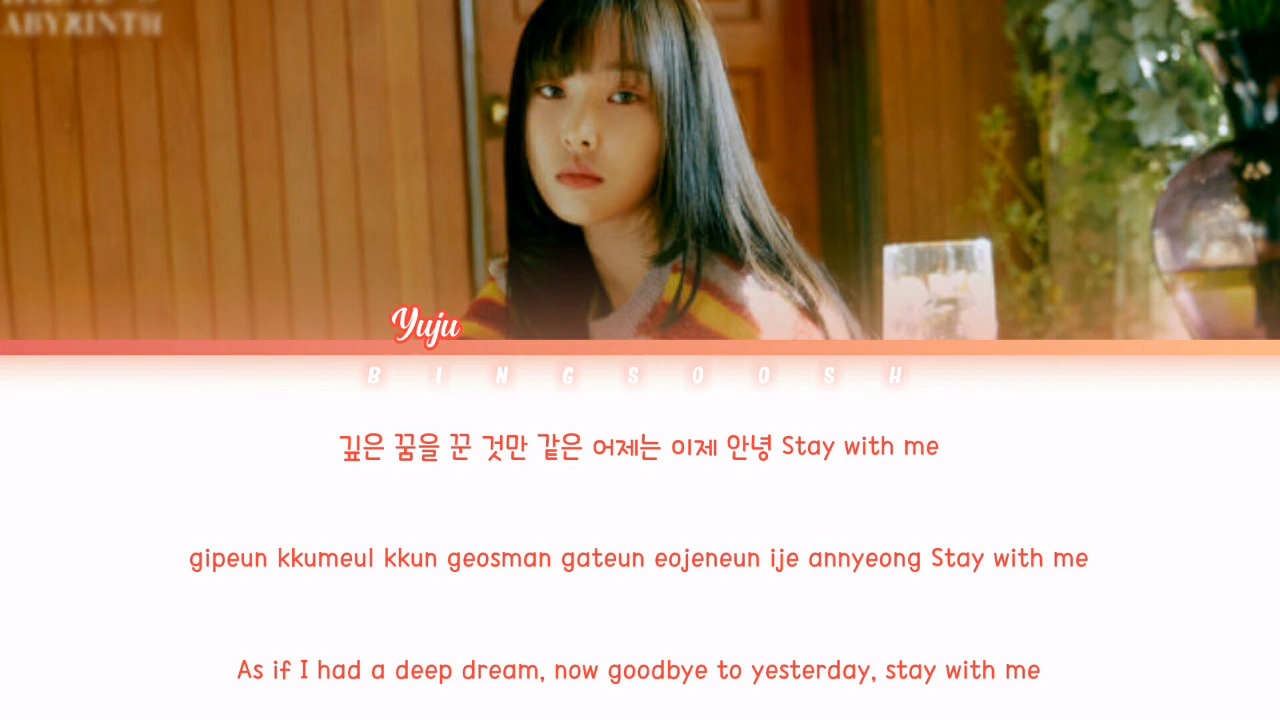 ABYRINTH
Yuju
BINGSOOSH
깊은 꿈을 꾼 것만 같은 어제는 이제 안녕 Stay with me
gipeun kkumeul kkun geosman gateun eojeneun ije annyeong Stay with me
As if I had a deep dream, now goodbye to yesterday, stay with me